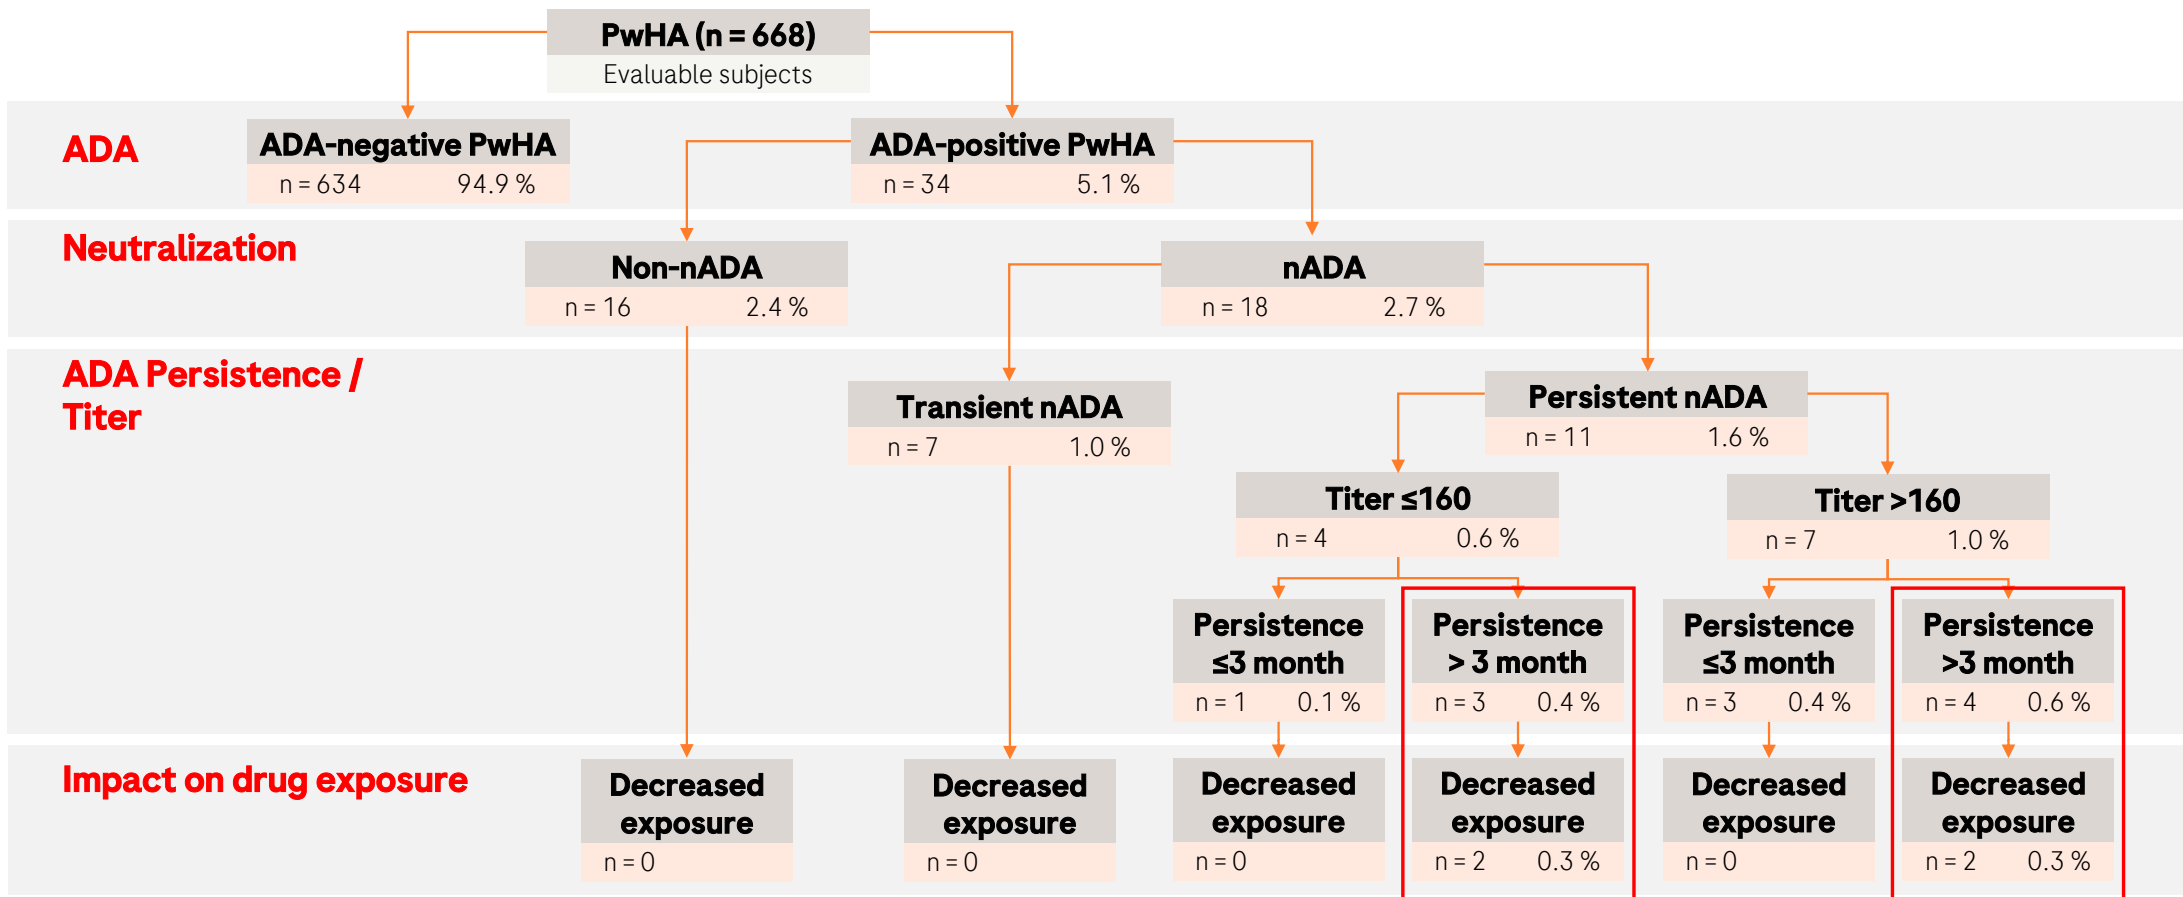 PwHA (n = 668)
Evaluable subjects
ADA
ADA-negative PwHA
n = 634 94.9 %
ADA-positive PwHA
n = 34 5.1 %
Neutralization
Non-nADA
n = 16 2.4 %
nADA
n = 18 2.7 %
ADA Persistence /
Titer
Transient nADA
n = 7 1.0 %
Persistent nADA
n = 11 1.6 %
Titer ≤160
n = 4 0.6 %
Titer >160
n = 7 1.0 %
Persistence
≤3 month
n = 1 0.1 %
Persistence
> 3 month
n = 3 0.4 %
Persistence
≤3 month
n = 3 0.4 %
Persistence
>3 month
n = 4 0.6 %
Impact on drug exposure
Decreased
exposure
n = 0
Decreased
exposure
n = 0
Decreased
exposure
n = 0
Decreased
exposure
n = 2 0.3 %
Decreased
exposure
n = 0
Decreased
exposure
n = 2 0.3 %